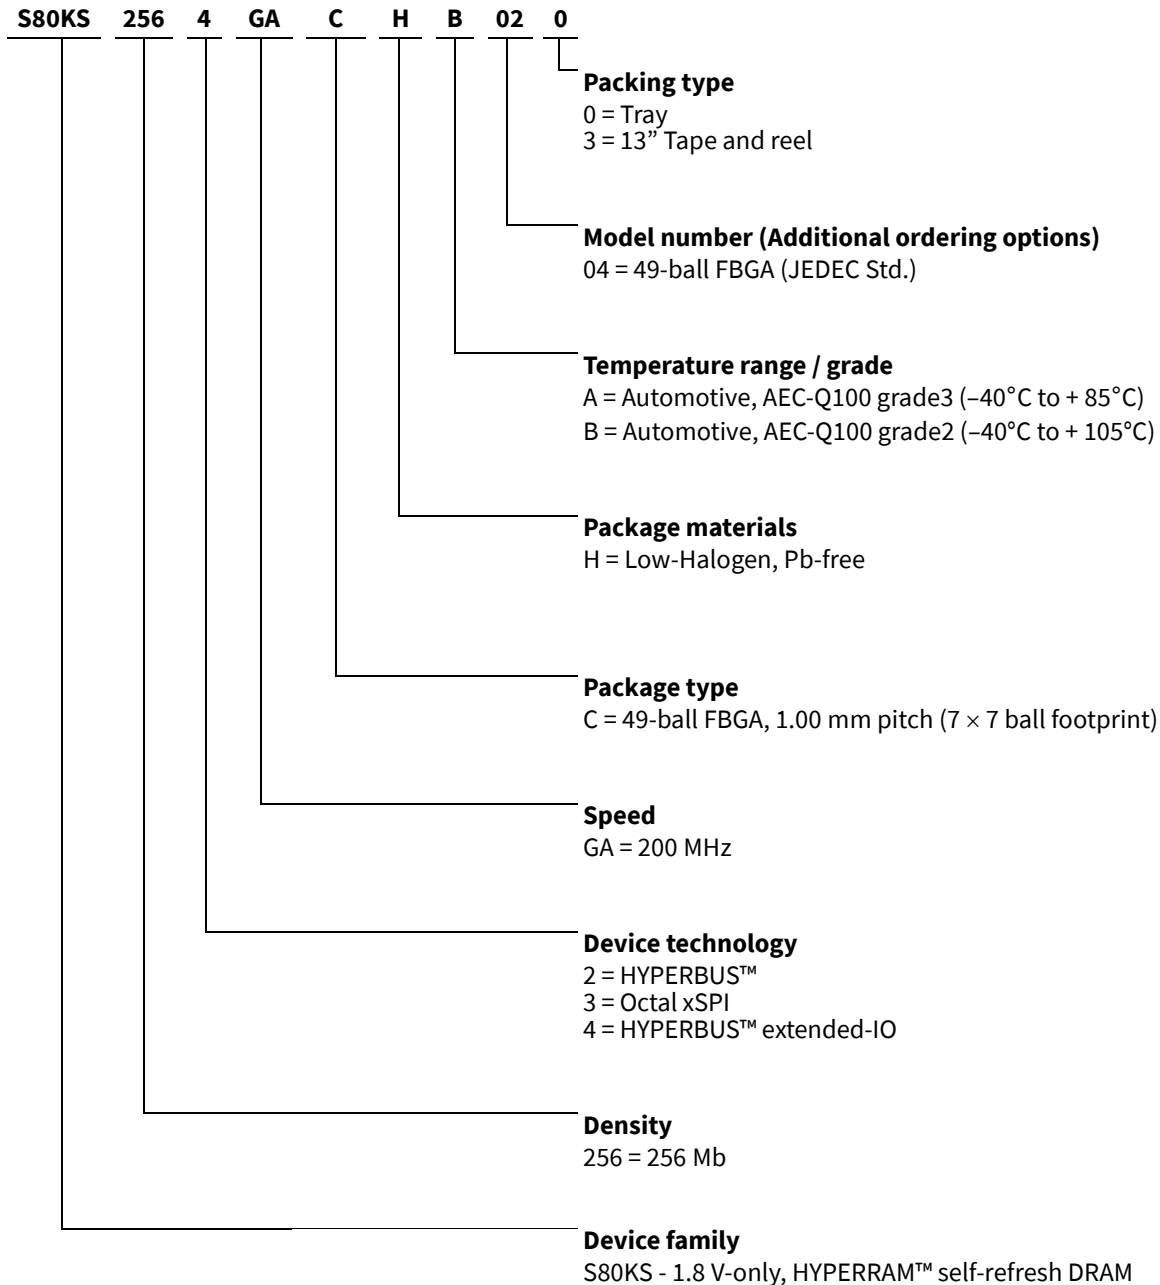 S80KS 256 4 GA C H B 02 0
Packing type
0 = Tray
3 = 13” Tape and reel
Model number (Additional ordering options)
04 = 49-ball FBGA (JEDEC Std.)
Temperature range / grade
A = Automotive, AEC-Q100 grade3 (–40°C to + 85°C)
B = Automotive, AEC-Q100 grade2 (–40°C to + 105°C)
Package materials
H = Low-Halogen, Pb-free
Package type
C = 49-ball FBGA, 1.00 mm pitch (7 × 7 ball footprint)
Speed
GA = 200 MHz
Device technology
2 = HYPERBUS™
3 = Octal xSPI
4 = HYPERBUS™ extended-IO
Density
256 = 256 Mb
Device family
S80KS - 1.8 V-only, HYPERRAM™ self-refresh DRAM